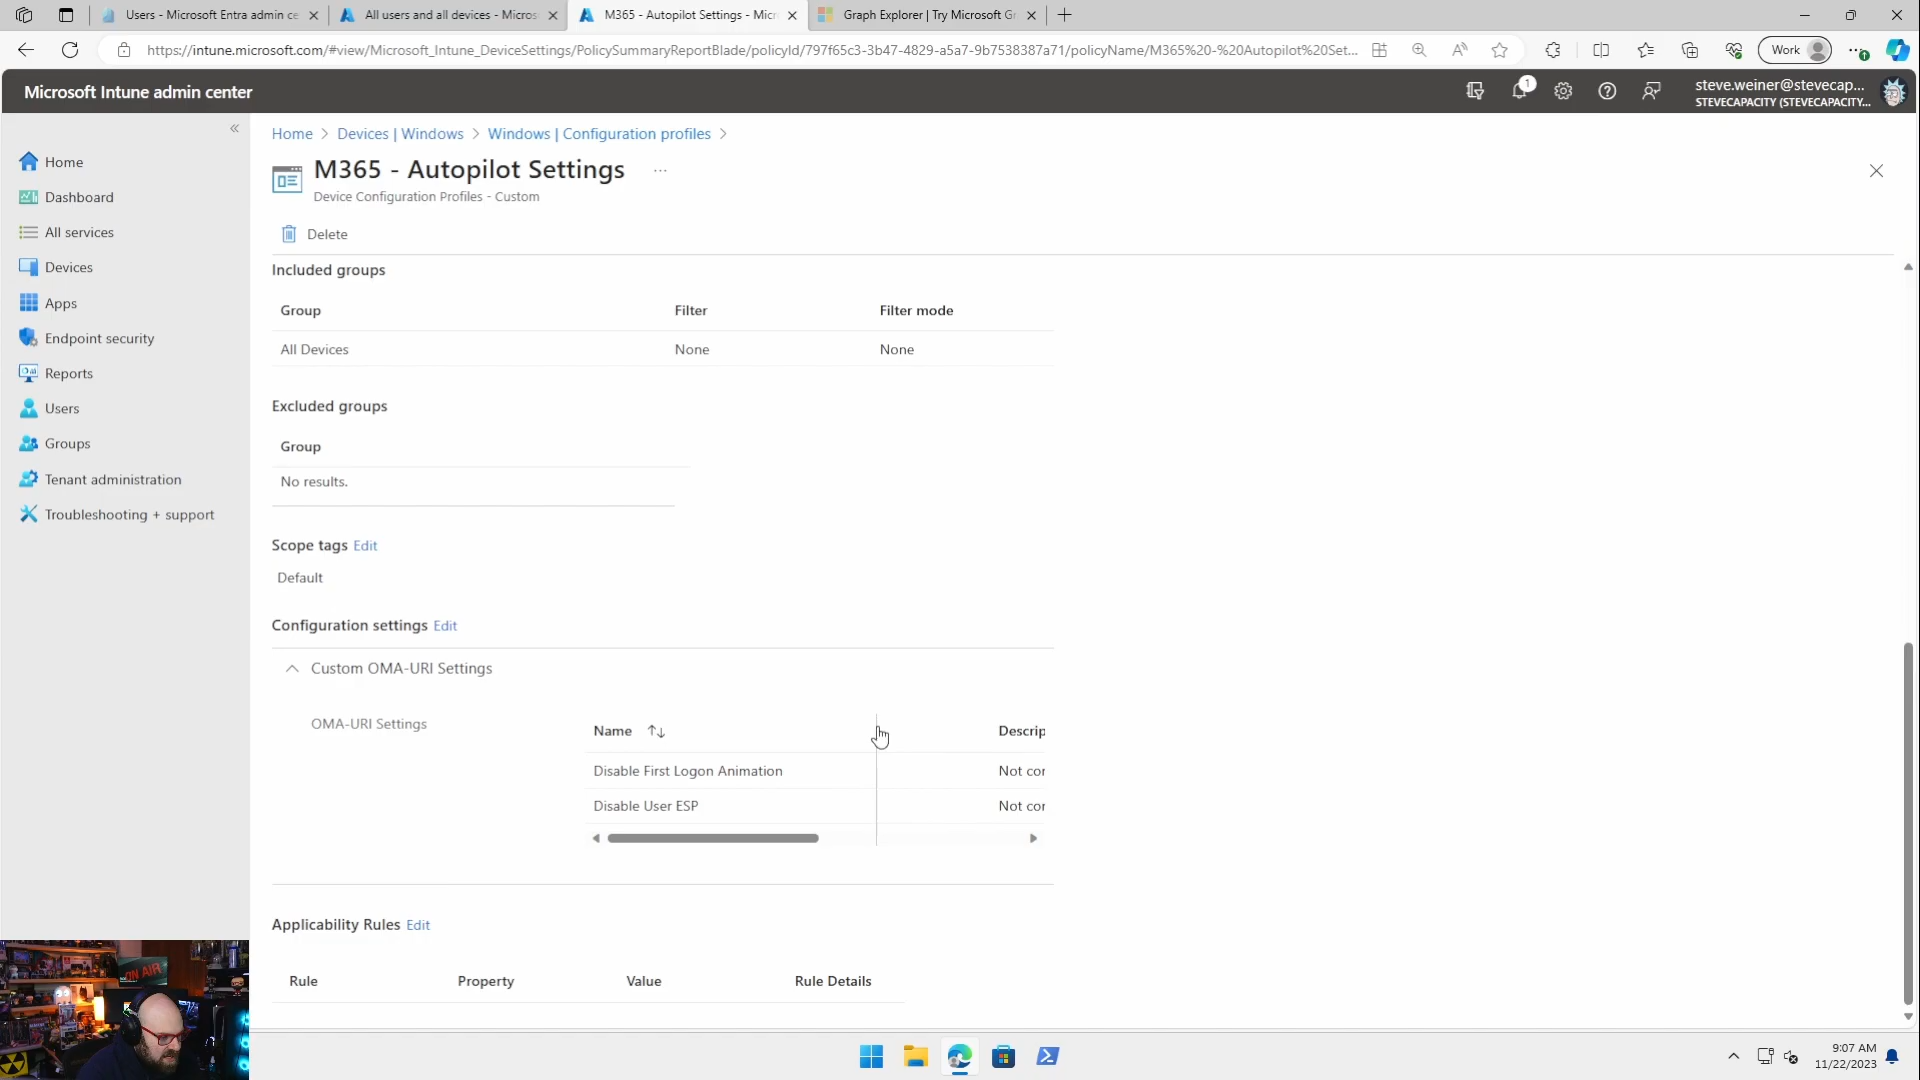 Users - Microsoft Entra admin ce
All users and all devices - Micros
M365 - Autopilot Settings - Micr
Graph Explorer | Try Microsoft Gr
https://intune.microsoft.com/#view/Microsoft_Intune_DeviceSettings/PolicySummaryReportBlade/policyId/797f65c3-3b47-4829-a5a7-9b7538387a71/policyName/M365%20-%20Autopilot%20Set...
Work
Microsoft Intune admin center
1
steve.weiner@stevecap...
STEVECAPACITY (STEVECAPACITY,...
Home
Dashboard
All services
Devices
Apps
Endpoint security
Reports
Users
Groups
Tenant administration
Troubleshooting + support
Home > Devices | Windows > Windows | Configuration profiles >
M365 - Autopilot Settings ...
Device Configuration Profiles - Custom
Delete
Included groups
Group Filter Filter mode
All Devices None None
Excluded groups
Group
No results.
Scope tags Edit
Default
Configuration settings Edit
Custom OMA-URI Settings
OMA-URI Settings
Name Descrip
Disable First Logon Animation Not cor
Disable User ESP Not cor
Applicability Rules Edit
Rule Property Value Rule Details
ON AIR
9:07 AM
11/22/2023